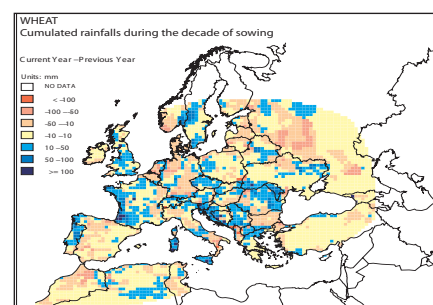 WHEAT
Cumulated rainfalls during the decade of sowing
Current Year –Previous Year
Units: mm
NO DATA
< -100
-100 –-50
-50 –-10
-10 –10
10 –50
50 –100
>= 100